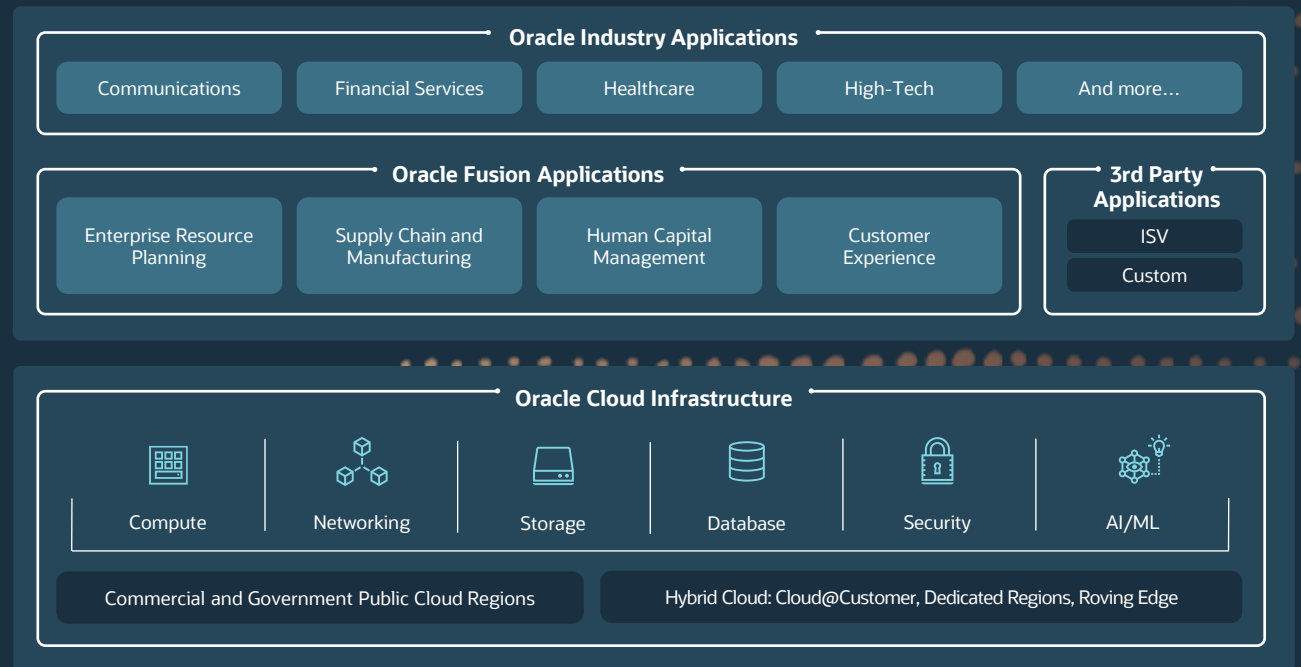 Oracle Industry Applications
Communications
Financial Services
Healthcare
High-Tech
And more...
Oracle Fusion Applications
Enterprise Resource
Planning
Supply Chain and
Manufacturing
Human Capital
Management
Customer
Experience
3rd Party
Applications
ISV
Custom
Oracle Cloud Infrastructure
Compute
Networking
Storage
Database
Security
AI/ML
Commercial and Government Public Cloud Regions
Hybrid Cloud: Cloud@Customer, Dedicated Regions, Roving Edge